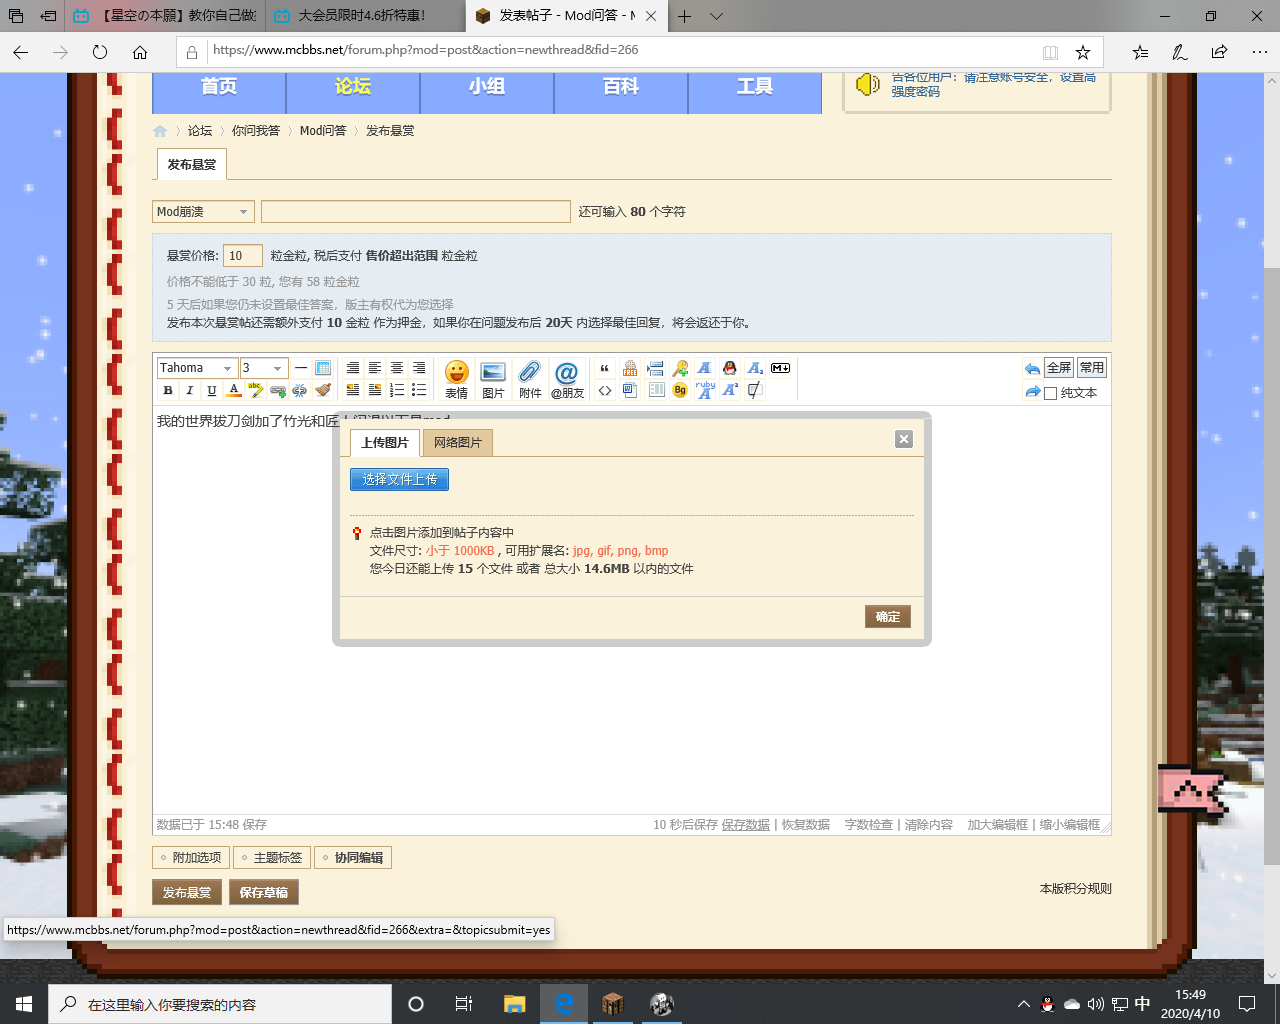 【星空の本願】教你自己做
大会员限时4.6折特惠!
发表帖子 - Mod问答 - M
https://www.mcbbs.net/forum.php?mod=post&action=newthread&fid=266
首页 论坛 小组 百科 工具
告各位用户：请注意账号安全，设置高
强度密码
论坛 › 你问我答 › Mod问答 › 发布悬赏
发布悬赏
Mod崩溃 还可输入 80 个字符
悬赏价格: 10 粒金粒, 税后支付 售价超出范围 粒金粒
价格不能低于 30 粒, 您有 58 粒金粒
5 天后如果您仍未设置最佳答案，版主有权代为您选择
发布本次悬赏帖还需额外支付 10 金粒 作为押金，如果你在问题发布后 20天 内选择最佳回复，将会返还于你。
Tahoma 3
B I U A abc
表情 图片 附件 @朋友
Bg ruby
全屏 常用
纯文本
我的世界拔刀剑加了竹光和匠
上传图片 网络图片
选择文件上传
点击图片添加到帖子内容中
文件尺寸: 小于 1000KB , 可用扩展名: jpg, gif, png, bmp
您今日还能上传 15 个文件 或者 总大小 14.6MB 以内的文件
确定
数据已于 15:48 保存
10 秒后保存 保存数据 | 恢复数据 字数检查 | 清除内容 加大编辑框 | 缩小编辑框
附加选项 主题标签 协同编辑
发布悬赏 保存草稿
本版积分规则
https://www.mcbbs.net/forum.php?mod=post&action=newthread&fid=266&extra=&topicsubmit=yes
在这里输入你要搜索的内容
中
15:49
2020/4/10